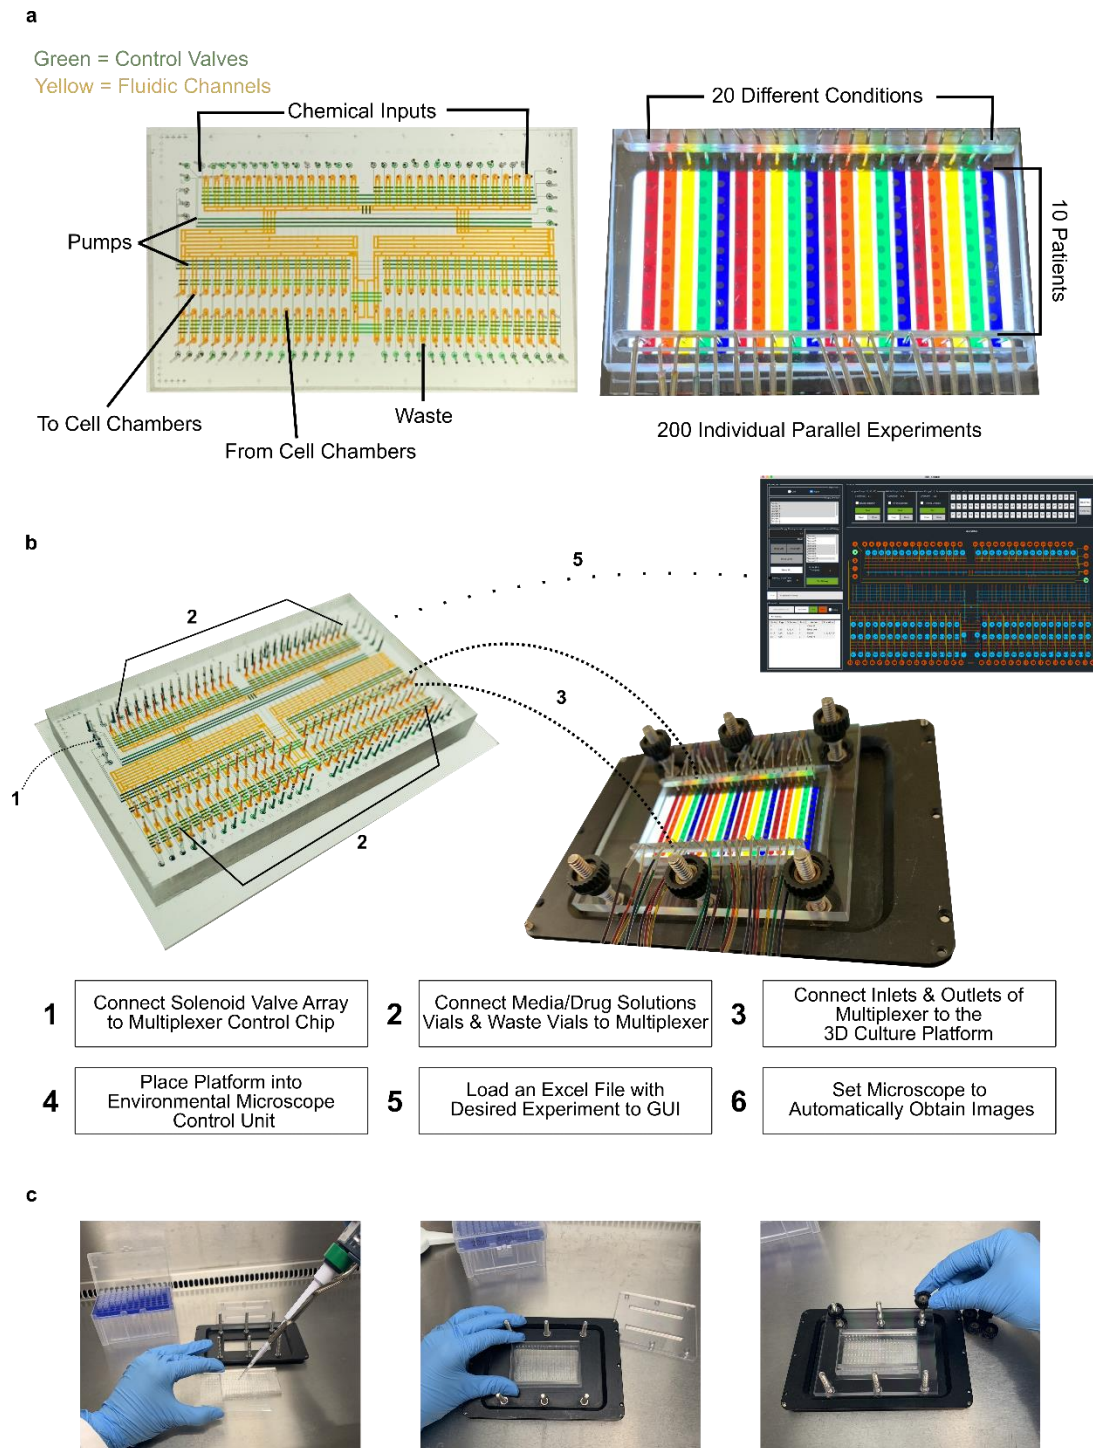 a
Green = Control Valves
Yellow = Fluidic Channels
Chemical Inputs
20 Different Conditions
Pumps
10 Patients
To Cell Chambers
Waste
From Cell Chambers
200 Individual Parallel Experiments
b
5
2
3
1
2
1
Connect Solenoid Valve Array
to Multiplexer Control Chip
2
Connect Media/Drug Solutions
Vials & Waste Vials to Multiplexer
3
Connect Inlets & Outlets of
Multiplexer to the
3D Culture Platform
4
Place Platform into
Environmental Microscope
Control Unit
5
Load an Excel File with
Desired Experiment to GUI
6
Set Microscope to
Automatically Obtain Images
c